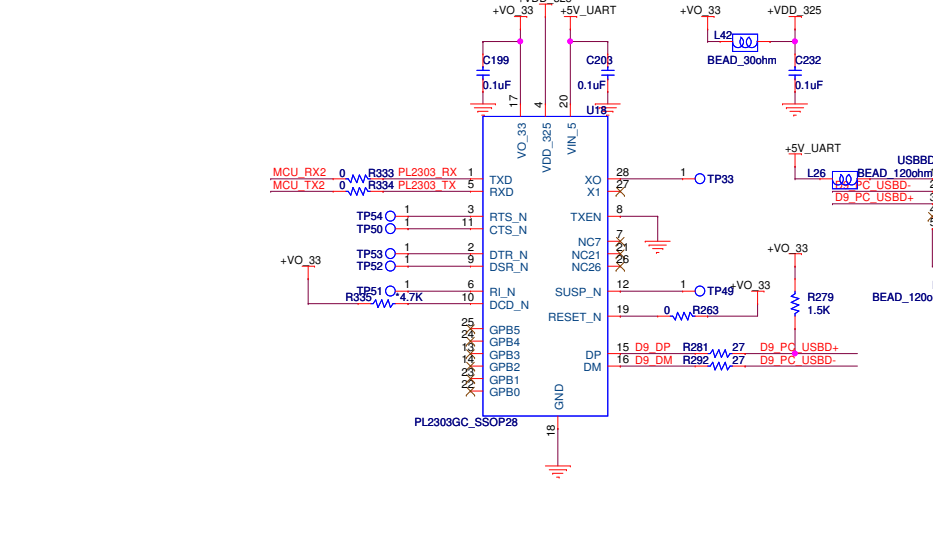 +VDD_325
+VO_33
+5V_UART
+VO_33
+VDD_325
L42
BEAD_30ohm
C199
0.1uF
C203
0.1uF
C232
0.1uF
17
4
20
U18
VO_33
VDD_325
VIN_5
+5V_UART
L26
BEAD_120ohm
USBBD
D9_PC_USBD-
2
D9_PC_USBD+
3
MCU_RX2
0
R333
PL2303_RX
1
TXD
MCU_TX2
0
R334
PL2303_TX
5
RXD
XO
28
1
TP33
X1
27
TP54
1
3
RTS_N
TP50
1
11
CTS_N
TXEN
8
TP53
1
2
DTR_N
TP52
1
9
DSR_N
NC7
7
NC21
21
NC26
26
+VO_33
+VO_33
TP51
1
6
RI_N
R335
*4.7K
10
DCD_N
SUSP_N
12
1
TP49
+VO_33
RESET_N
19
0
R263
R279
1.5K
BEAD_120o
25
GPB5
24
GPB4
13
GPB3
14
GPB2
23
GPB1
22
GPB0
DP
15
D9_DP
R281
27
D9_PC_USBD+
DM
16
D9_DM
R292
27
D9_PC_USBD-
GND
PL2303GC_SSOP28
18